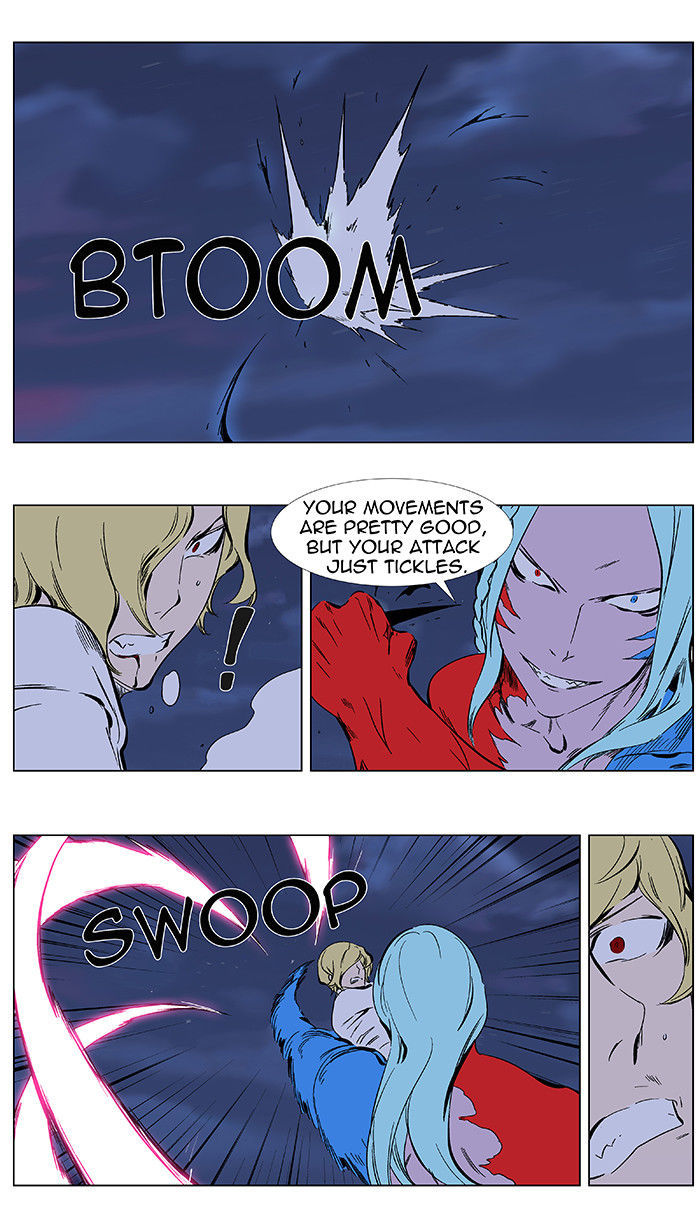 BTOOM
YOUR MOVEMENTS
ARE PRETTY GOOD,
BUT YOUR ATTACK
JUST TICKLES.
!
SWOOP